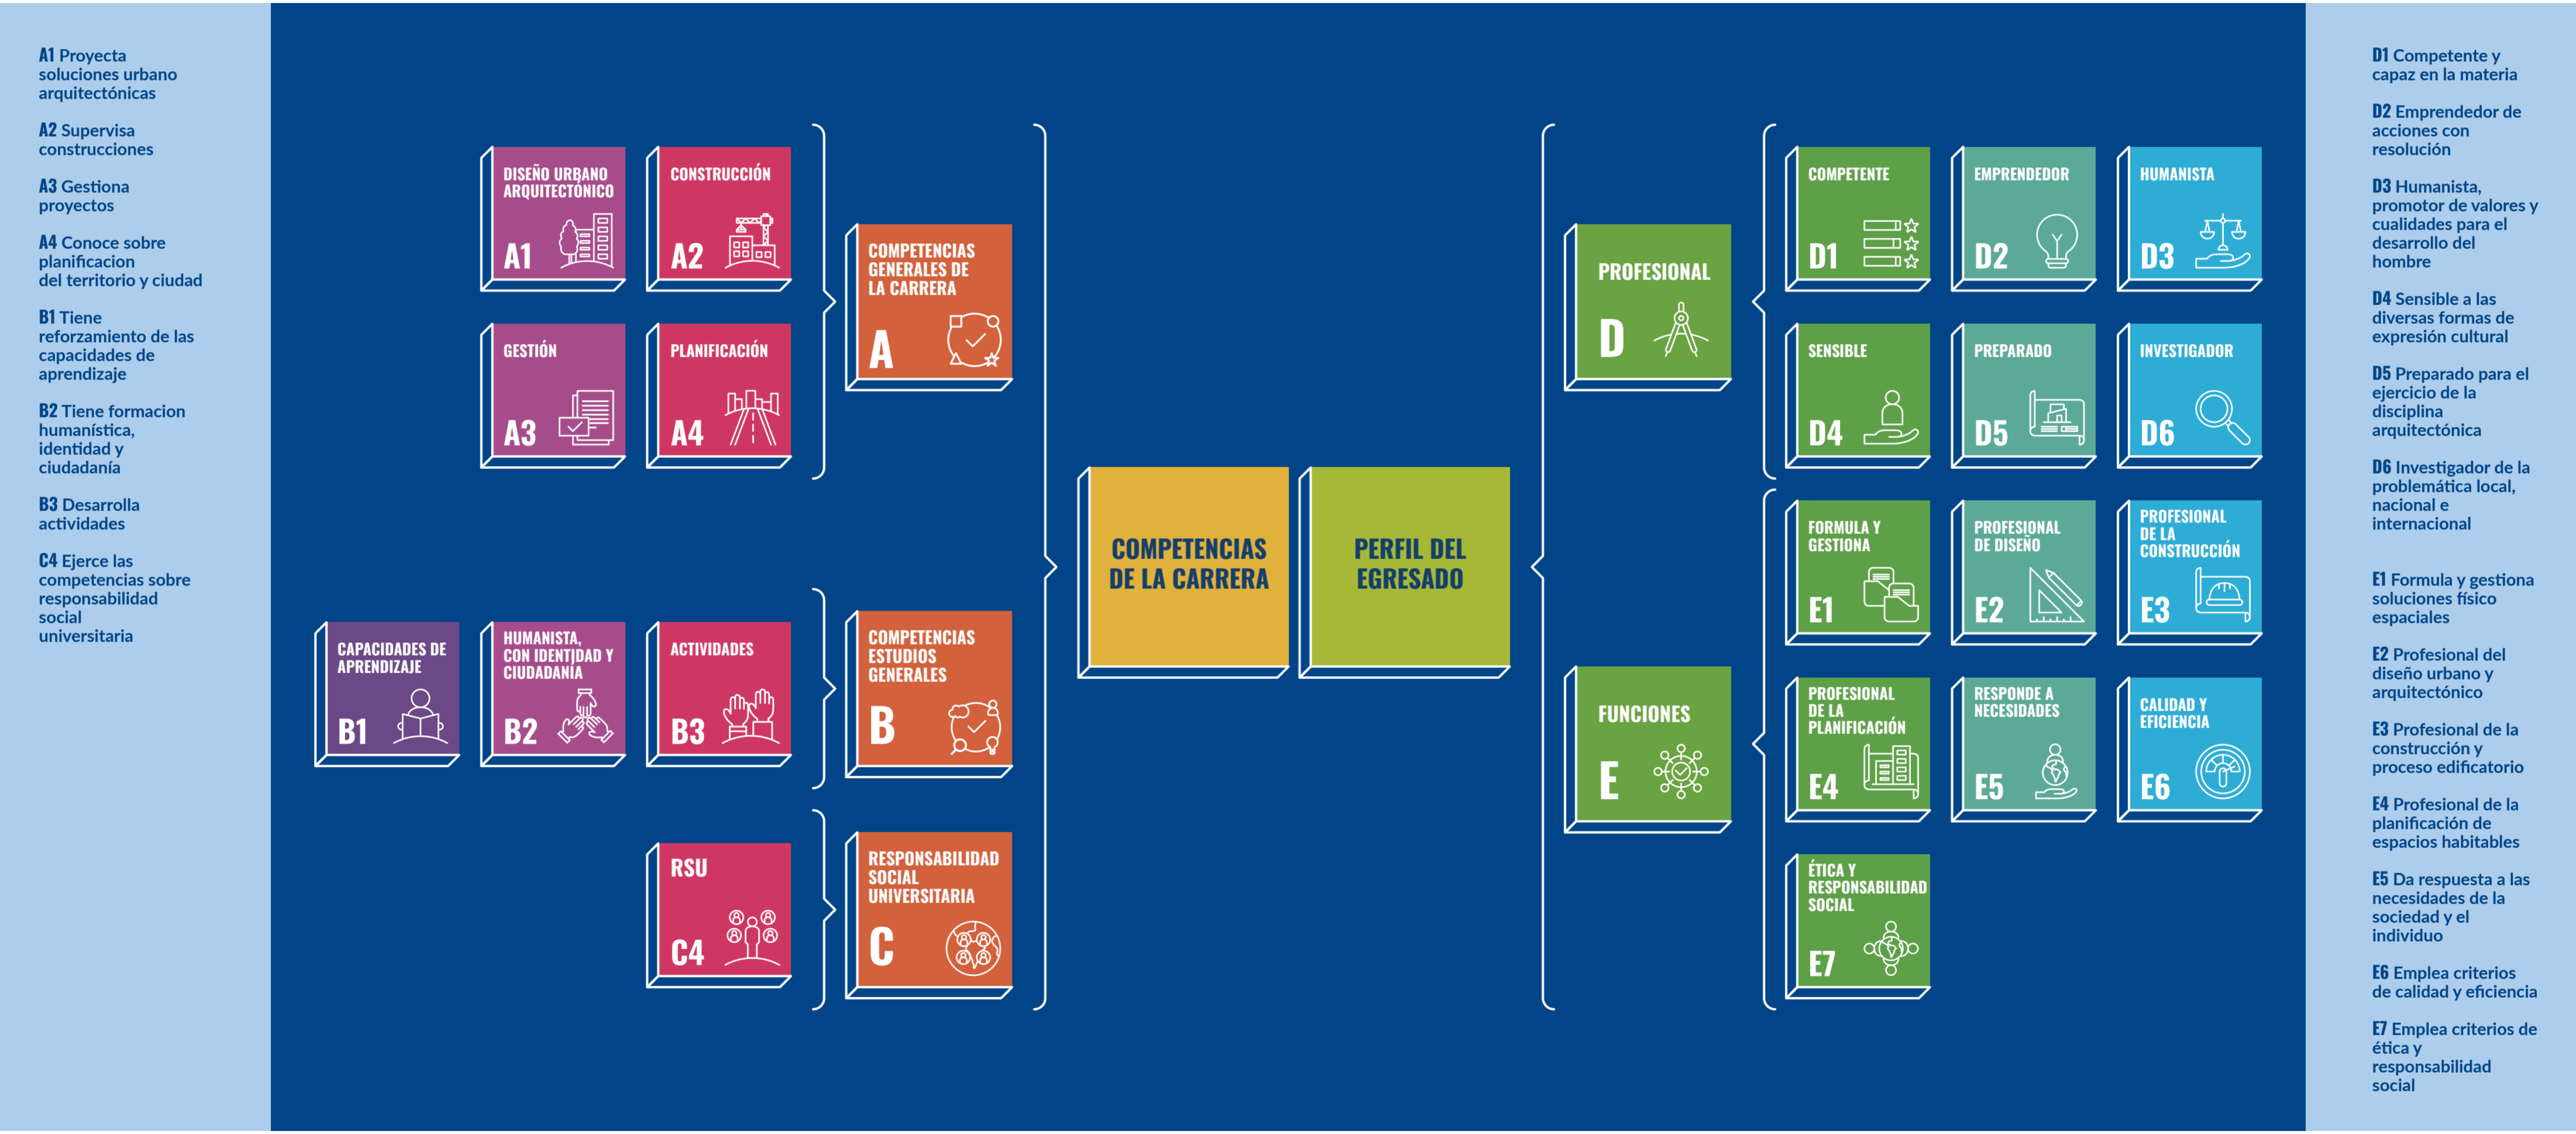 A1 Proyecta
soluciones urbano
arquitectónicas
A2 Supervisa
construcciones
A3 Gestiona
proyectos
A4 Conoce sobre
planificacion
del territorio y ciudad
B1 Tiene
reforzamiento de las
capacidades de
aprendizaje
B2 Tiene formacion
humanística,
identidad y
ciudadanía
B3 Desarrolla
actividades
C4 Ejerce las
competencias sobre
responsabilidad
social
universitaria
DISEÑO URBANO
ARQUITECTÓNICO
A1
CONSTRUCCIÓN
A2
GESTIÓN
A3
PLANIFICACIÓN
A4
COMPETENCIAS
GENERALES DE
LA CARRERA
A
CAPACIDADES DE
APRENDIZAJE
B1
HUMANISTA,
CON IDENTIDAD Y
CIUDADANÍA
B2
ACTIVIDADES
B3
COMPETENCIAS
ESTUDIOS
GENERALES
B
RSU
C4
RESPONSABILIDAD
SOCIAL
UNIVERSITARIA
C
COMPETENCIAS
DE LA CARRERA
PERFIL DEL
EGRESADO
PROFESIONAL
D
COMPETENTE
D1
EMPRENDEDOR
D2
HUMANISTA
D3
SENSIBLE
D4
PREPARADO
D5
INVESTIGADOR
D6
FUNCIONES
E
FORMULA Y
GESTIONA
E1
PROFESIONAL
DE DISEÑO
E2
PROFESIONAL
DE LA
CONSTRUCCIÓN
E3
PROFESIONAL
DE LA
PLANIFICACIÓN
E4
RESPONDE A
NECESIDADES
E5
CALIDAD Y
EFICIENCIA
E6
ÉTICA Y
RESPONSABILIDAD
SOCIAL
E7
D1 Competente y
capaz en la materia
D2 Emprendedor de
acciones con
resolución
D3 Humanista,
promotor de valores y
cualidades para el
desarrollo del
hombre
D4 Sensible a las
diversas formas de
expresión cultural
D5 Preparado para el
ejercicio de la
disciplina
arquitectónica
D6 Investigador de la
problemática local,
nacional e
internacional
E1 Formula y gestiona
soluciones físico
espaciales
E2 Profesional del
diseño urbano y
arquitectónico
E3 Profesional de la
construcción y
proceso edificatorio
E4 Profesional de la
planificación de
espacios habitables
E5 Da respuesta a las
necesidades de la
sociedad y el
individuo
E6 Emplea criterios
de calidad y eficiencia
E7 Emplea criterios de
ética y
responsabilidad
social